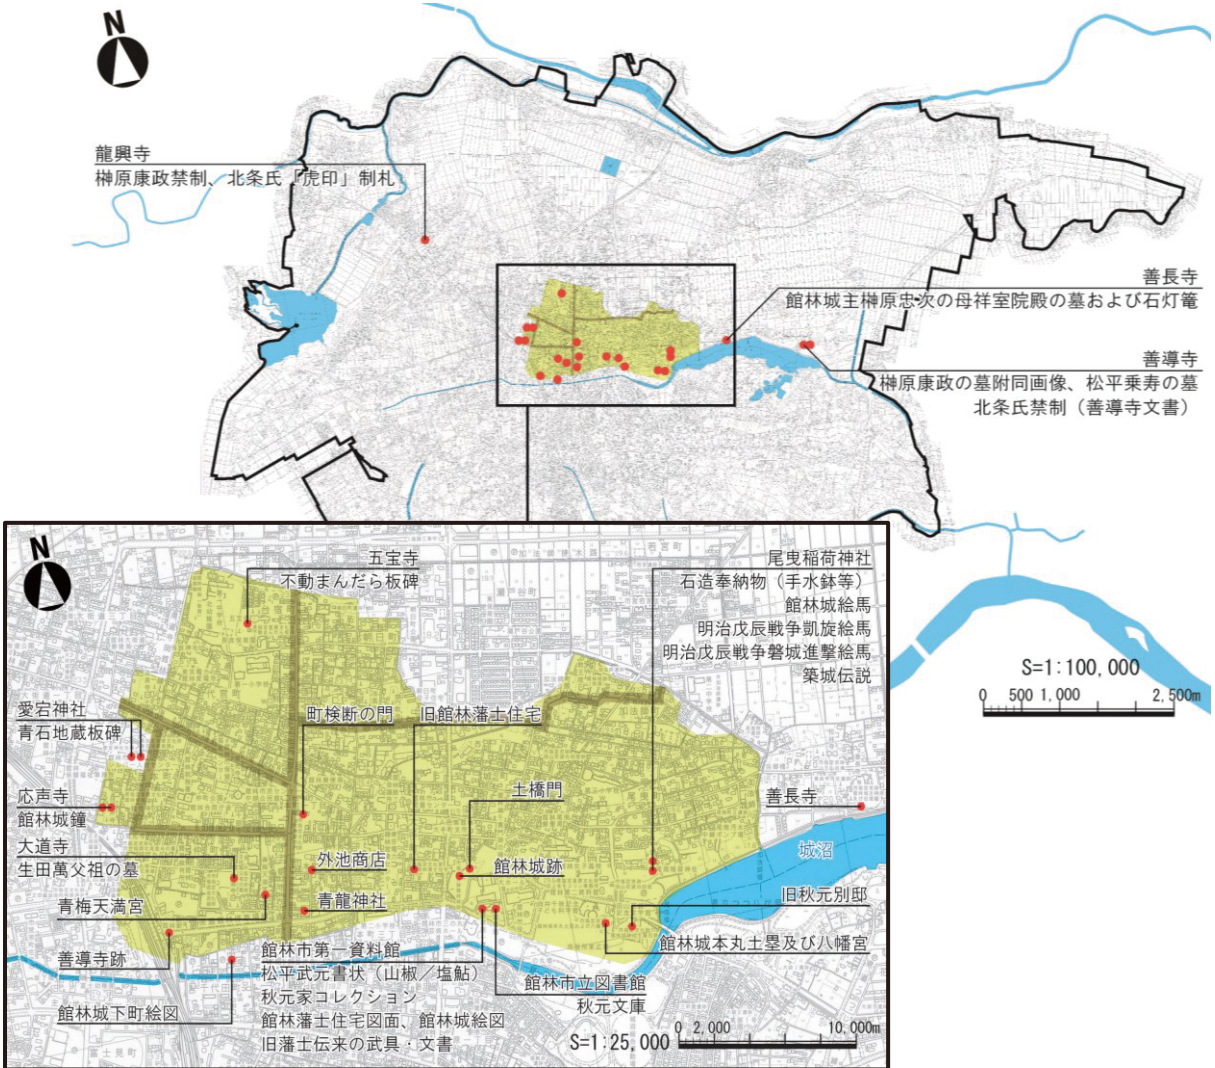 N
龍興寺
榊原康政禁制、北条氏「虎印」制札
善長寺
館林城主榊原忠次の母祥室院殿の墓および石灯篭
善導寺
榊原康政の墓附同画像、松平乗寿の墓
北条氏禁制（善導寺文書）
S=1:100,000
0 500 1,000 2,500m
N
五宝寺
不動まんだら板碑
尾曳稲荷神社
石造奉納物（手水鉢等）
館林城絵馬
明治戊辰戦争凱旋絵馬
明治戊辰戦争磐城進撃絵馬
築城伝説
愛宕神社
青石地蔵板碑
町検断の門
旧館林藩士住宅
応声寺
館林城鐘
土橋門
善長寺
大道寺
生田萬父祖の墓
外池商店
館林城跡
城沼
青梅天満宮
青龍神社
旧秋元別邸
善導寺跡
館林市第一資料館
松平武元書状（山椒／塩鮎）
秋元家コレクション
館林藩士住宅図面、館林城絵図
旧藩士伝来の武具・文書
館林城本丸土塁及び八幡宮
館林市立図書館
秋元文庫
館林城下町絵図
富士見町
S=1:25,000
0 2,000 10,000m